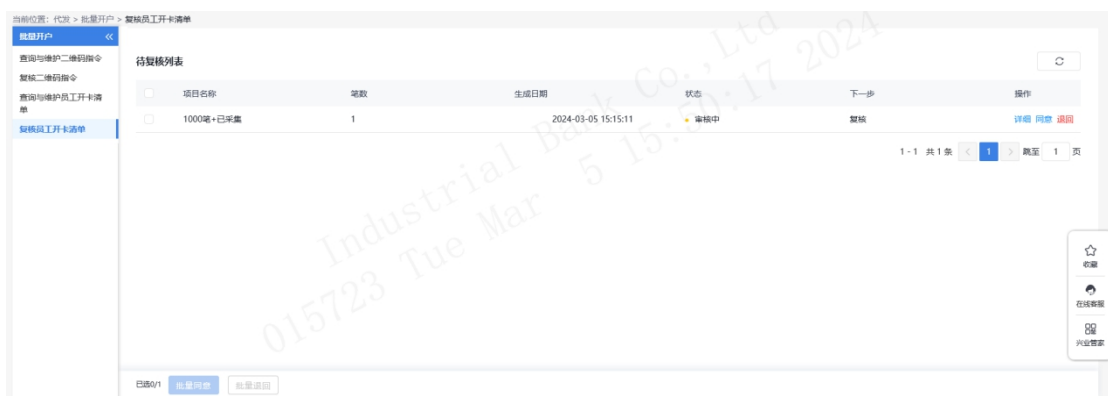 当前位置：代发 > 批量开户 > 复核员工开卡清单
批量开户 《
查询与维护二维码指令
复核二维码指令
查询与维护员工开卡清
单
复核员工开卡清单
待复核列表
项目名称 笔数 生成日期 状态 下一步 操作
1000笔+已采集 1 2024-03-05 15:15:11 审核中 复核 详细 同意 退回
1-1 共1条 < 1 > 跳至 1 页
Industrial Bank Co., Ltd
015723 Tue Mar 5 15:50:17 2024
收藏
在线客服
兴业管家
已选0/1 批量同意 批量退回